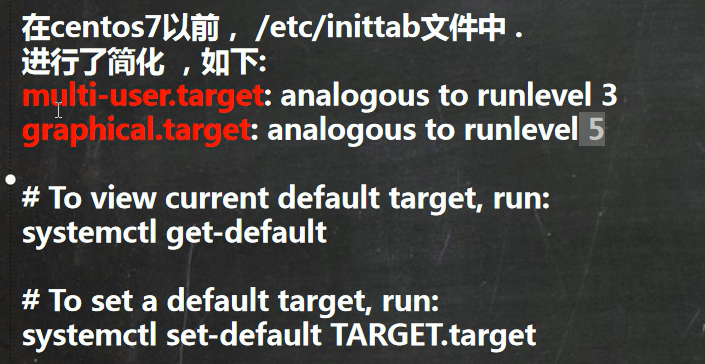 在centos7以前， /etc/inittab文件中 .
进行了简化 ，如下:
multi-user.target: analogous to runlevel 3
graphical.target: analogous to runlevel 5
# To view current default target, run:
systemctl get-default
# To set a default target, run:
systemctl set-default TARGET.target